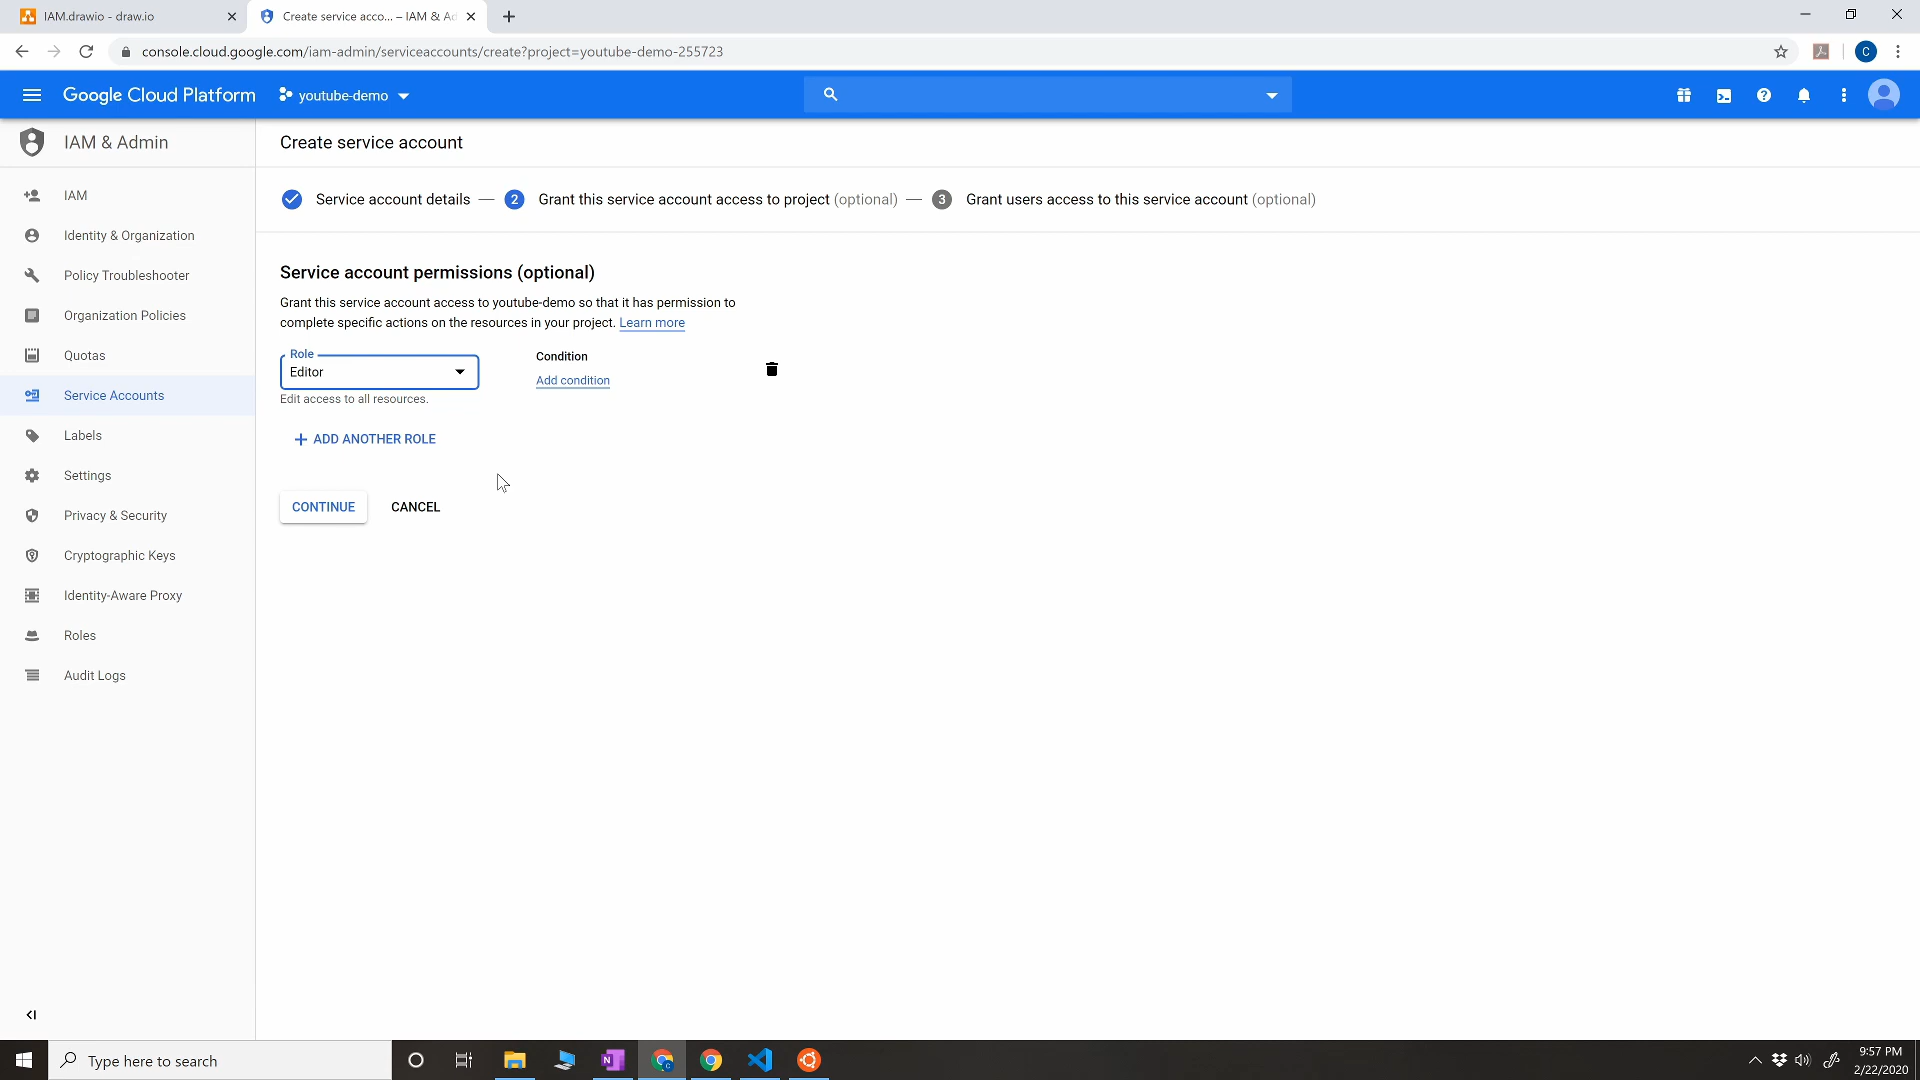 IAM.drawio - draw.io
Create service acco... – IAM & Ad
console.cloud.google.com/iam-admin/serviceaccounts/create?project=youtube-demo-255723
C
Google Cloud Platform
youtube-demo
IAM & Admin
Create service account
IAM
Identity & Organization
Policy Troubleshooter
Organization Policies
Quotas
Service Accounts
Labels
Settings
Privacy & Security
Cryptographic Keys
Identity-Aware Proxy
Roles
Audit Logs
Service account details — 2 Grant this service account access to project (optional) — 3 Grant users access to this service account (optional)
Service account permissions (optional)
Grant this service account access to youtube-demo so that it has permission to
complete specific actions on the resources in your project. Learn more
Role
Editor
Edit access to all resources.
Condition
Add condition
+ ADD ANOTHER ROLE
CONTINUE
CANCEL
Type here to search
9:57 PM
2/22/2020